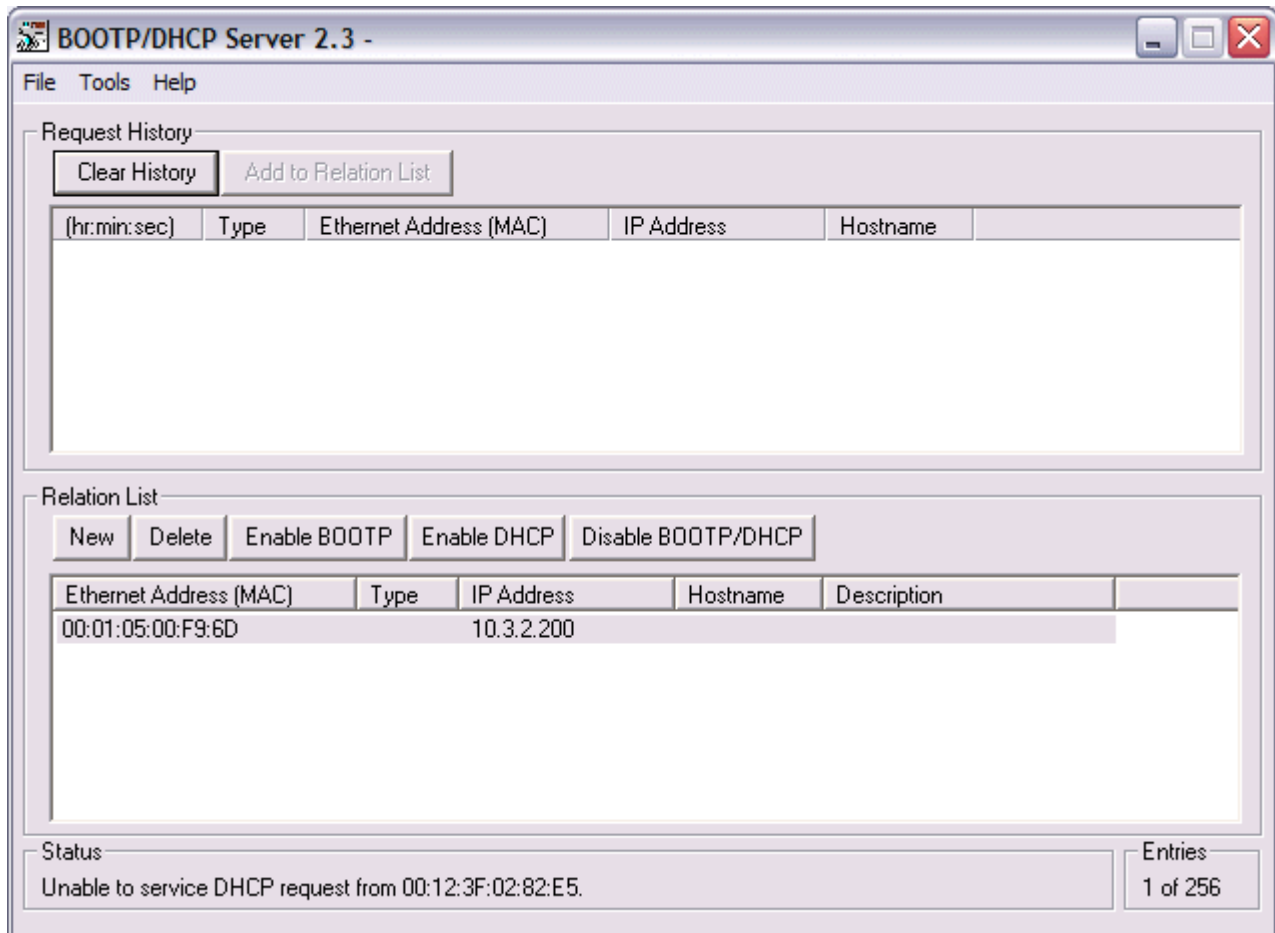 BOOTP/DHCP Server 2.3 -
File Tools Help
Request History
Clear History Add to Relation List
(hr:min:sec) Type Ethernet Address (MAC) IP Address Hostname
Relation List
New Delete Enable BOOTP Enable DHCP Disable BOOTP/DHCP
Ethernet Address (MAC) Type IP Address Hostname Description
00:01:05:00:F9:6D 10.3.2.200
Status
Unable to service DHCP request from 00:12:3F:02:82:E5.
Entries
1 of 256